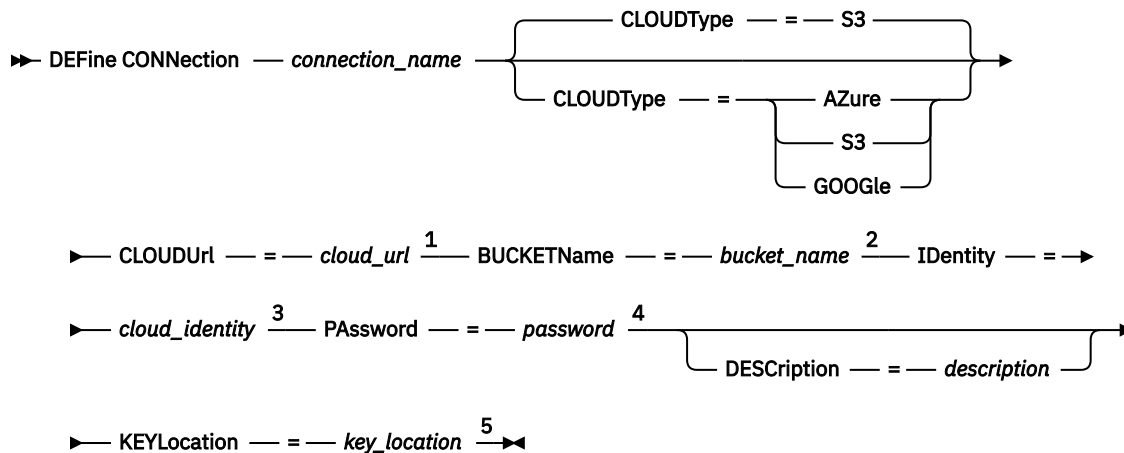 CLOUDType = S3
DEFine CONNection connection_name
CLOUDType = AZure
S3
GOOGle
CLOUDUrl = cloud_url 1 BUCKETName = bucket_name 2 IDentity =
cloud_identity 3 PAssword = password 4
DESCription = description
KEYLocation = key_location 5